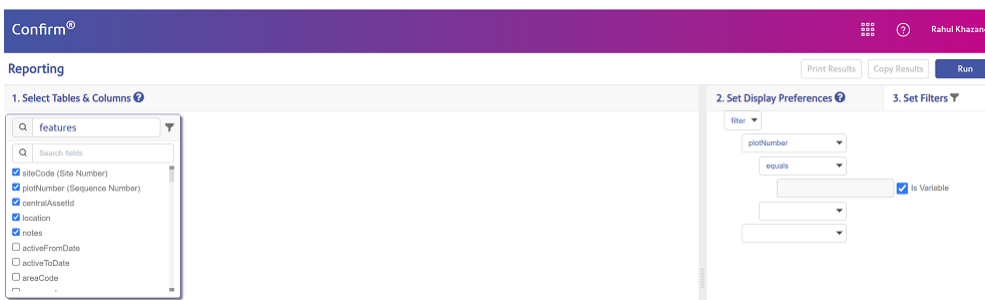 Confirm®
Rahul Khazan
Reporting
Print Results
Copy Results
Run
1. Select Tables & Columns
2. Set Display Preferences
3. Set Filters
features
Search fields
siteCode (Site Number)
plotNumber (Sequence Number)
centralAssetId
location
notes
activeFromDate
activeToDate
areaCode
filter
plotNumber
equals
Is Variable